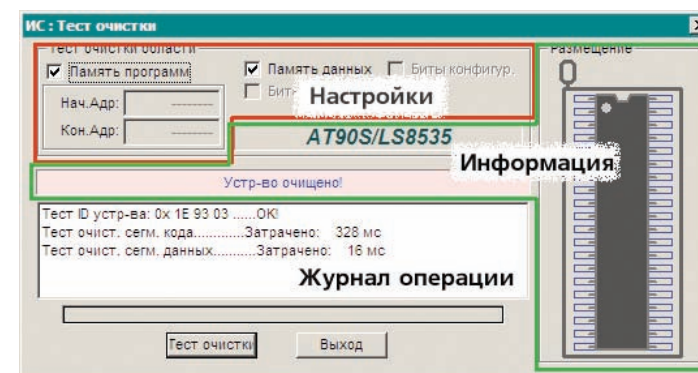 ИС : Тест очистки
Тест очистки области
Размещение
Память программ
Память данных
Биты конфигур.
Нач.Адр: --------
Кон.Адр: --------
Настройки
AT90S/LS8535
Информация
Устр-во очищено!
Тест ID устр-ва: 0x 1E 93 03 ......OK!
Тест очист. сегм. кода............Затрачено: 328 мс
Тест очист. сегм. данных..........Затрачено: 16 мс
Журнал операции
Тест очистки
Выход